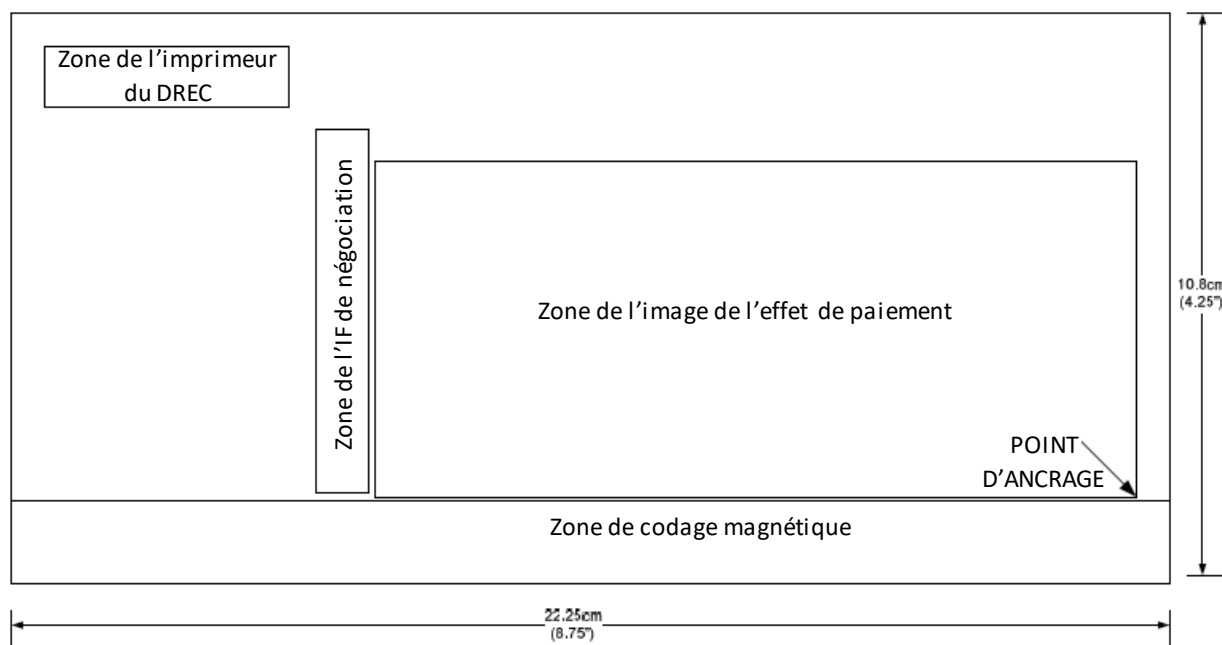 Zone de l’imprimeur
du DREC
Zone de l’IF de négociation
Zone de l’image de l’effet de paiement
POINT
D’ANCRAGE
Zone de codage magnétique
10.8cm
(4.25")
22.25cm
(8.75")